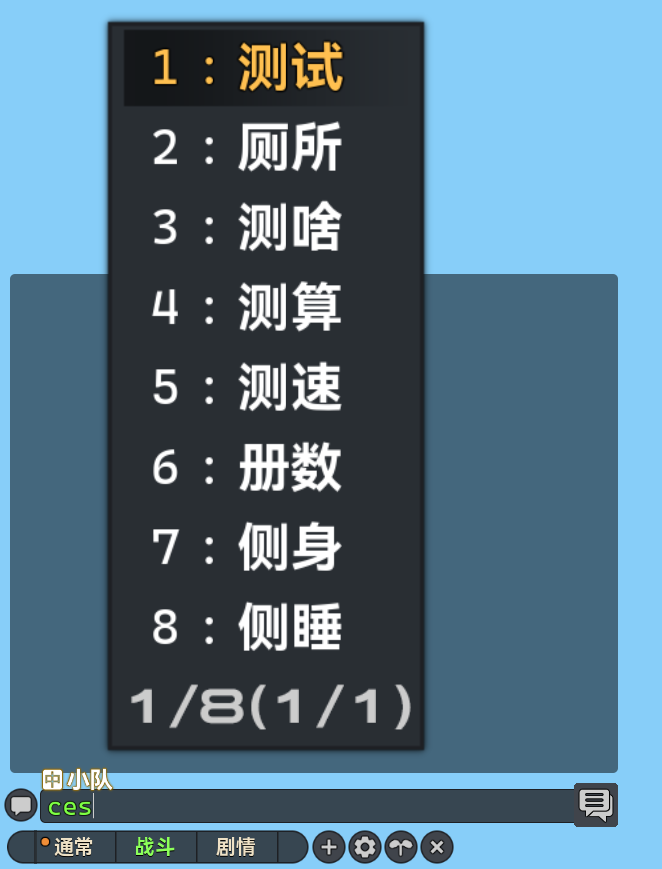 1 : 测试
2 : 厕所
3 : 测啥
4 : 测算
5 : 测速
6 : 册数
7 : 侧身
8 : 侧睡
1/8(1/1)
中 小队
ces
通常 战斗 剧情